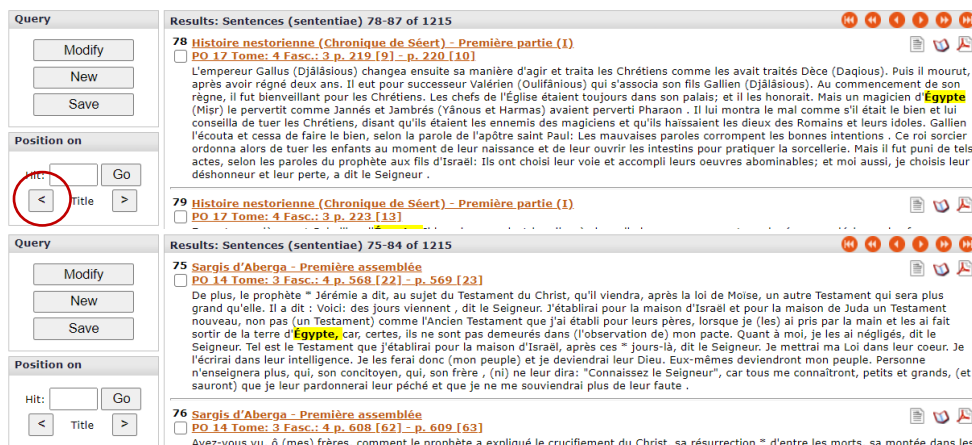 Query
Modify
New
Save
Position on
Hit: Go
< Title >
Results: Sentences (sententiae) 78-87 of 1215
78 Histoire nestorienne (Chronique de Séert) - Première partie (I)
PO 17 Tome: 4 Fasc.: 3 p. 219 [9] - p. 220 [10]
L'empereur Gallus (Djâlâsious) changea ensuite sa manière d'agir et traita les Chrétiens comme les avait traités Dèce (Daqious). Puis il mourut,
après avoir régné deux ans. Il eut pour successeur Valérien (Oulifânious) qui s'associa son fils Gallien (Djâlâsious). Au commencement de son
règne, il fut bienveillant pour les Chrétiens. Les chefs de l'Église étaient toujours dans son palais; et il les honorait. Mais un magicien d'Égypte
(Miṣr) le pervertit comme Jannés et Jambrés (Yânous et Harmas) avaient perverti Pharaon . Il lui montra le mal comme s'il était le bien et lui
conseilla de tuer les Chrétiens, disant qu'ils étaient les ennemis des magiciens et qu'ils haïssaient les dieux des Romains et leurs idoles. Gallien
l'écouta et cessa de faire le bien, selon la parole de l'apôtre saint Paul: Les mauvaises paroles corrompent les bonnes intentions . Ce roi sorcier
ordonna alors de tuer les enfants au moment de leur naissance et de leur ouvrir les intestins pour pratiquer la sorcellerie. Mais il fut puni de tels
actes, selon les paroles du prophète aux fils d'Israël: Ils ont choisi leur voie et accompli leurs oeuvres abominables; et moi aussi, je choisis leur
déshonneur et leur perte, a dit le Seigneur .
79 Histoire nestorienne (Chronique de Séert) - Première partie (I)
PO 17 Tome: 4 Fasc.: 3 p. 223 [13]
Query
Modify
New
Save
Position on
Hit: Go
< Title >
Results: Sentences (sententiae) 75-84 of 1215
75 Sargis d'Aberga - Première assemblée
PO 14 Tome: 3 Fasc.: 4 p. 568 [22] - p. 569 [23]
De plus, le prophète * Jérémie a dit, au sujet du Testament du Christ, qu'il viendra, après la loi de Moïse, un autre Testament qui sera plus
grand qu'elle. Il a dit : Voici: des jours viennent , dit le Seigneur. J'établirai pour la maison d'Israël et pour la maison de Juda un Testament
nouveau, non pas (un Testament) comme l'Ancien Testament que j'ai établi pour leurs pères, lorsque je (les) ai pris par la main et les ai fait
sortir de la terre d'Égypte, car, certes, ils ne sont pas demeurés dans (l'observation de) mon pacte. Quant à moi, je les ai négligés, dit le
Seigneur. Tel est le Testament que j'établirai pour la maison d'Israël, après ces * jours-là, dit le Seigneur. Je mettrai ma Loi dans leur coeur. Je
l'écrirai dans leur intelligence. Je les ferai donc (mon peuple) et je deviendrai leur Dieu. Eux-mêmes deviendront mon peuple. Personne
n'enseignera plus, qui, son concitoyen, qui, son frère , (ni) ne leur dira: "Connaissez le Seigneur", car tous me connaîtront, petits et grands, (et
sauront) que je leur pardonnerai leur péché et que je ne me souviendrai plus de leur faute .
76 Sargis d'Aberga - Première assemblée
PO 14 Tome: 3 Fasc.: 4 p. 608 [62] - p. 609 [63]
Avez-vous vu, ô (mes) frères, comment le prophète a expliqué le crucifiement du Christ, sa résurrection * d'entre les morts, sa montée dans les